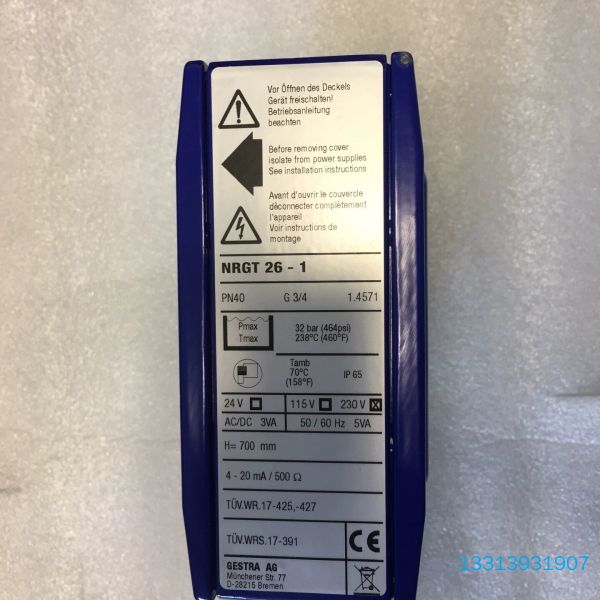 Vor Öffnen des Deckels
Gerät freischalten!
Betriebsanleitung
beachten
Before removing cover
isolate from power supplies
See installation instructions
Avant d'ouvrir le couvercle
déconnecter complètement
l'appareil
Voir instructions de
montage
NRGT 26 - 1
PN40 G 3/4 1.4571
Pmax 32 bar (464psi)
Tmax 238°C (460°F)
Tamb
70°C IP 65
(158°F)
24 V 115 V 230 V
AC/DC 3VA 50 / 60 Hz 5VA
H= 700 mm
4 - 20 mA / 500 Ω
TÜV.WR.17-425,-427
TÜV.WRS.17-391
CE
GESTRA AG
Münchener Str. 77
D-28215 Bremen
13313931907